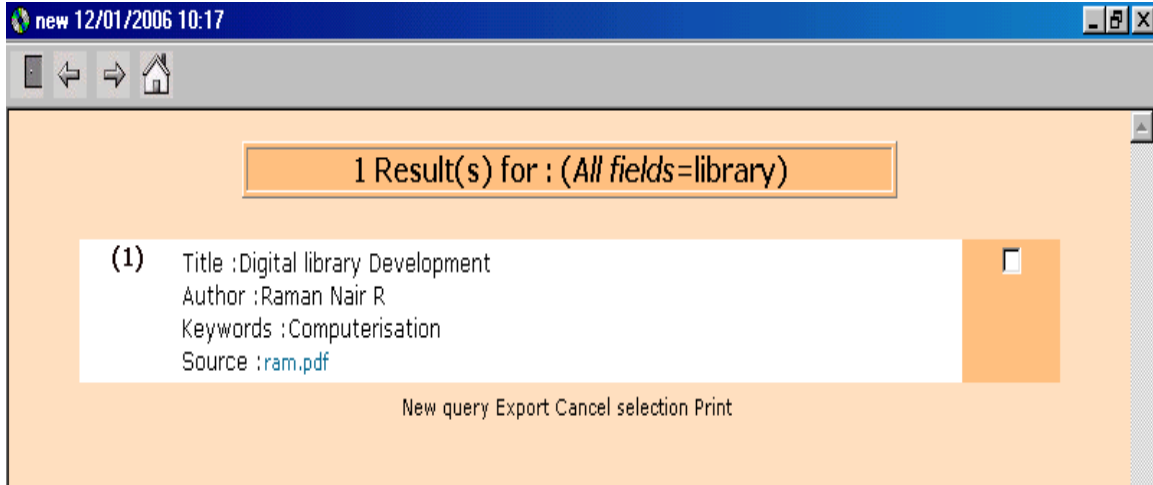 new 12/01/2006 10:17
1 Result(s) for : (All fields=library)
(1) Title :Digital library Development
Author :Raman Nair R
Keywords :Computerisation
Source :ram.pdf
New query Export Cancel selection Print